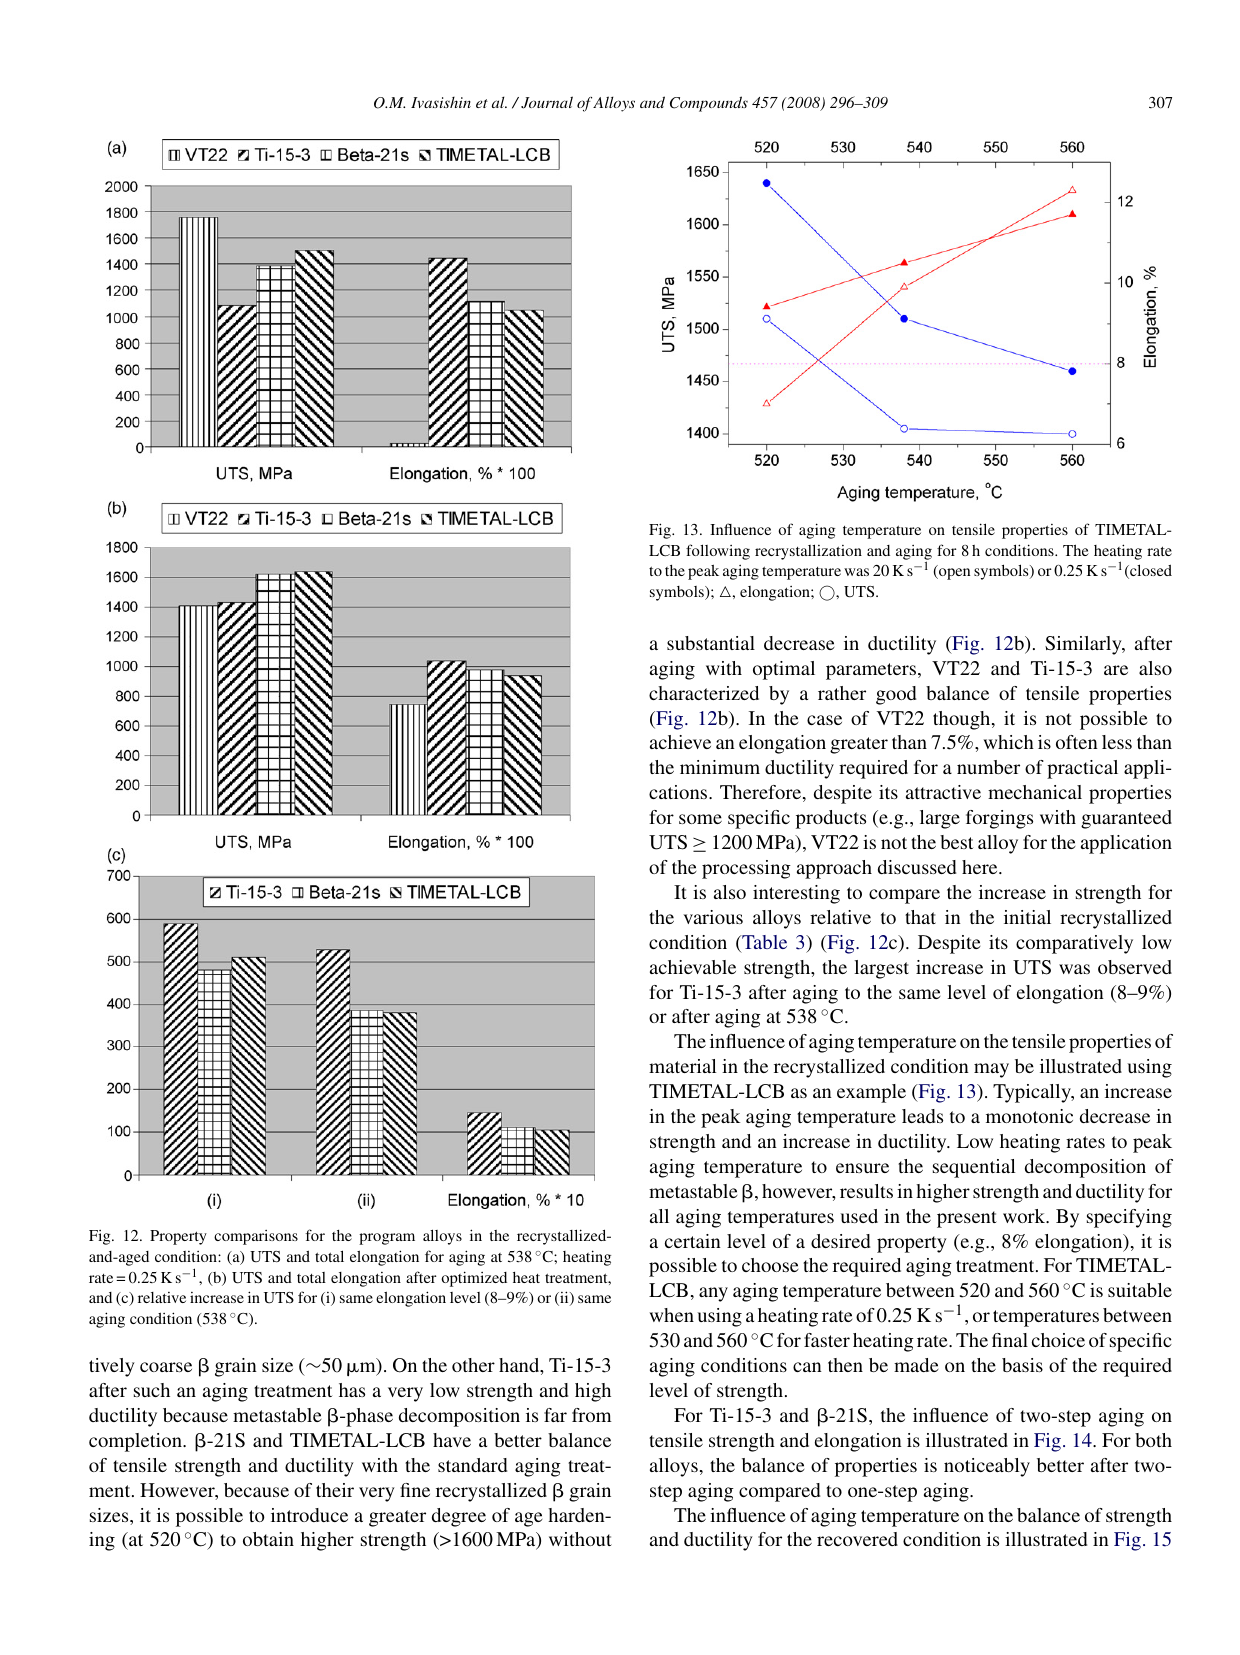 O.M. Ivasishin et al. / Journal of Alloys and Compounds 457 (2008) 296–309
307
(a)
VT22 Ti-15-3 Beta-21s TIMETAL-LCB
2000
1800
1600
1400
1200
1000
800
600
400
200
0
UTS, MPa
Elongation, % * 100
(b)
VT22 Ti-15-3 Beta-21s TIMETAL-LCB
1800
1600
1400
1200
1000
800
600
400
200
0
UTS, MPa
Elongation, % * 100
(c)
700
Ti-15-3 Beta-21s TIMETAL-LCB
600
500
400
300
200
100
0
(i)
(ii)
Elongation, % * 10
Fig. 12. Property comparisons for the program alloys in the recrystallized-
and-aged condition: (a) UTS and total elongation for aging at 538 °C; heating
rate = 0.25 K s⁻¹, (b) UTS and total elongation after optimized heat treatment,
and (c) relative increase in UTS for (i) same elongation level (8–9%) or (ii) same
aging condition (538 °C).
tively coarse β grain size (∼50 μm). On the other hand, Ti-15-3
after such an aging treatment has a very low strength and high
ductility because metastable β-phase decomposition is far from
completion. β-21S and TIMETAL-LCB have a better balance
of tensile strength and ductility with the standard aging treat-
ment. However, because of their very fine recrystallized β grain
sizes, it is possible to introduce a greater degree of age harden-
ing (at 520 °C) to obtain higher strength (>1600 MPa) without
520 530 540 550 560
1650
1600
1550
1500
1450
1400
UTS, MPa
12
10
8
6
Elongation, %
520 530 540 550 560
Aging temperature, °C
Fig. 13. Influence of aging temperature on tensile properties of TIMETAL-
LCB following recrystallization and aging for 8 h conditions. The heating rate
to the peak aging temperature was 20 K s⁻¹ (open symbols) or 0.25 K s⁻¹(closed
symbols); △, elongation; ◯, UTS.
a substantial decrease in ductility (Fig. 12b). Similarly, after
aging with optimal parameters, VT22 and Ti-15-3 are also
characterized by a rather good balance of tensile properties
(Fig. 12b). In the case of VT22 though, it is not possible to
achieve an elongation greater than 7.5%, which is often less than
the minimum ductility required for a number of practical appli-
cations. Therefore, despite its attractive mechanical properties
for some specific products (e.g., large forgings with guaranteed
UTS ≥ 1200 MPa), VT22 is not the best alloy for the application
of the processing approach discussed here.
It is also interesting to compare the increase in strength for
the various alloys relative to that in the initial recrystallized
condition (Table 3) (Fig. 12c). Despite its comparatively low
achievable strength, the largest increase in UTS was observed
for Ti-15-3 after aging to the same level of elongation (8–9%)
or after aging at 538 °C.
The influence of aging temperature on the tensile properties of
material in the recrystallized condition may be illustrated using
TIMETAL-LCB as an example (Fig. 13). Typically, an increase
in the peak aging temperature leads to a monotonic decrease in
strength and an increase in ductility. Low heating rates to peak
aging temperature to ensure the sequential decomposition of
metastable β, however, results in higher strength and ductility for
all aging temperatures used in the present work. By specifying
a certain level of a desired property (e.g., 8% elongation), it is
possible to choose the required aging treatment. For TIMETAL-
LCB, any aging temperature between 520 and 560 °C is suitable
when using a heating rate of 0.25 K s⁻¹, or temperatures between
530 and 560 °C for faster heating rate. The final choice of specific
aging conditions can then be made on the basis of the required
level of strength.
For Ti-15-3 and β-21S, the influence of two-step aging on
tensile strength and elongation is illustrated in Fig. 14. For both
alloys, the balance of properties is noticeably better after two-
step aging compared to one-step aging.
The influence of aging temperature on the balance of strength
and ductility for the recovered condition is illustrated in Fig. 15